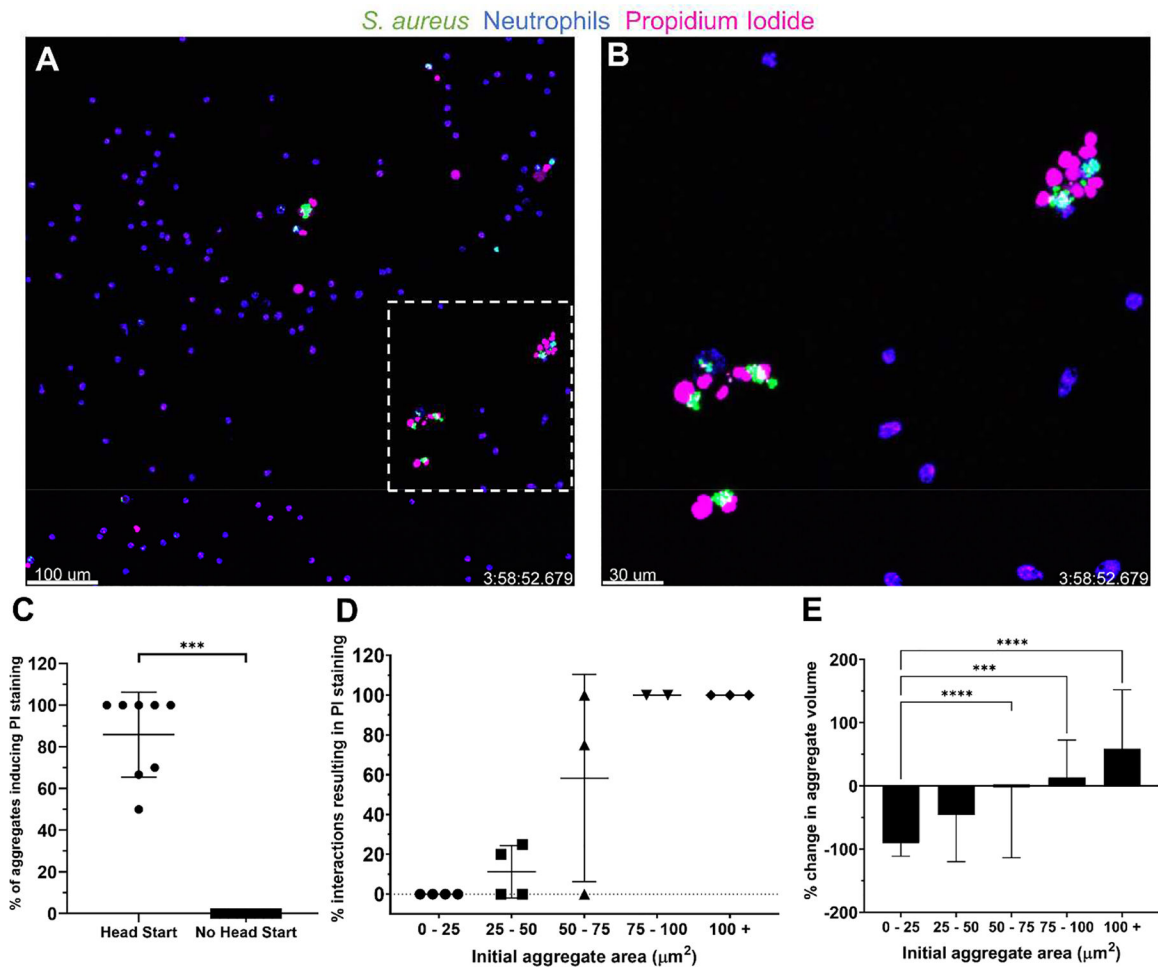 S. aureus Neutrophils Propidium Iodide
A
B
100 um
3:58:52.679
30 um
3:58:52.679
C
% of aggregates inducing PI staining
120
100
80
60
40
20
0
***
Head Start
No Head Start
D
% interactions resulting in PI staining
120
100
80
60
40
20
0
0 - 25
25 - 50
50 - 75
75 - 100
100 +
Initial aggregate area (μm²)
E
% change in aggregate volume
200
100
0
-100
-200
****
***
****
0 - 25
25 - 50
50 - 75
75 - 100
100 +
Initial aggregate area (μm²)